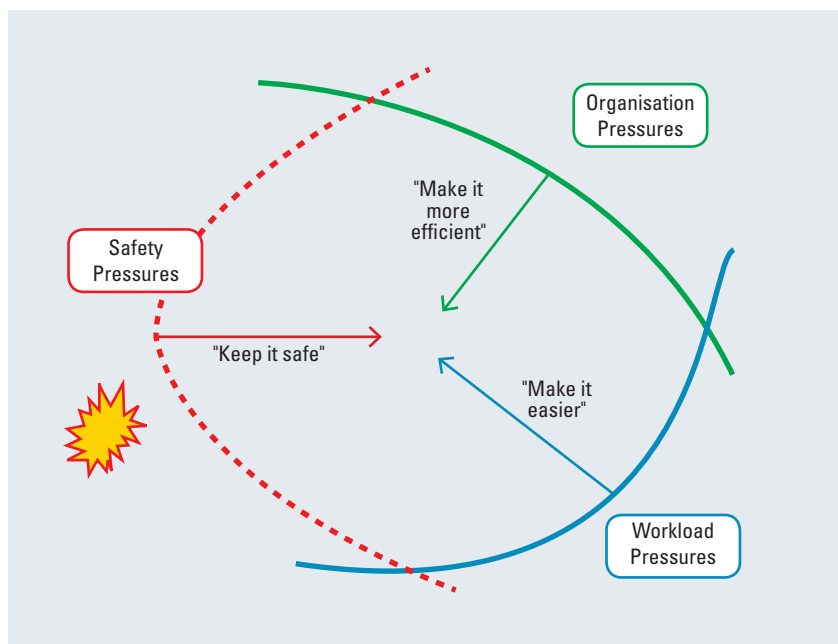 Organisation
Pressures
"Make it
more
efficient"
Safety
Pressures
"Keep it safe"
"Make it
easier"
Workload
Pressures